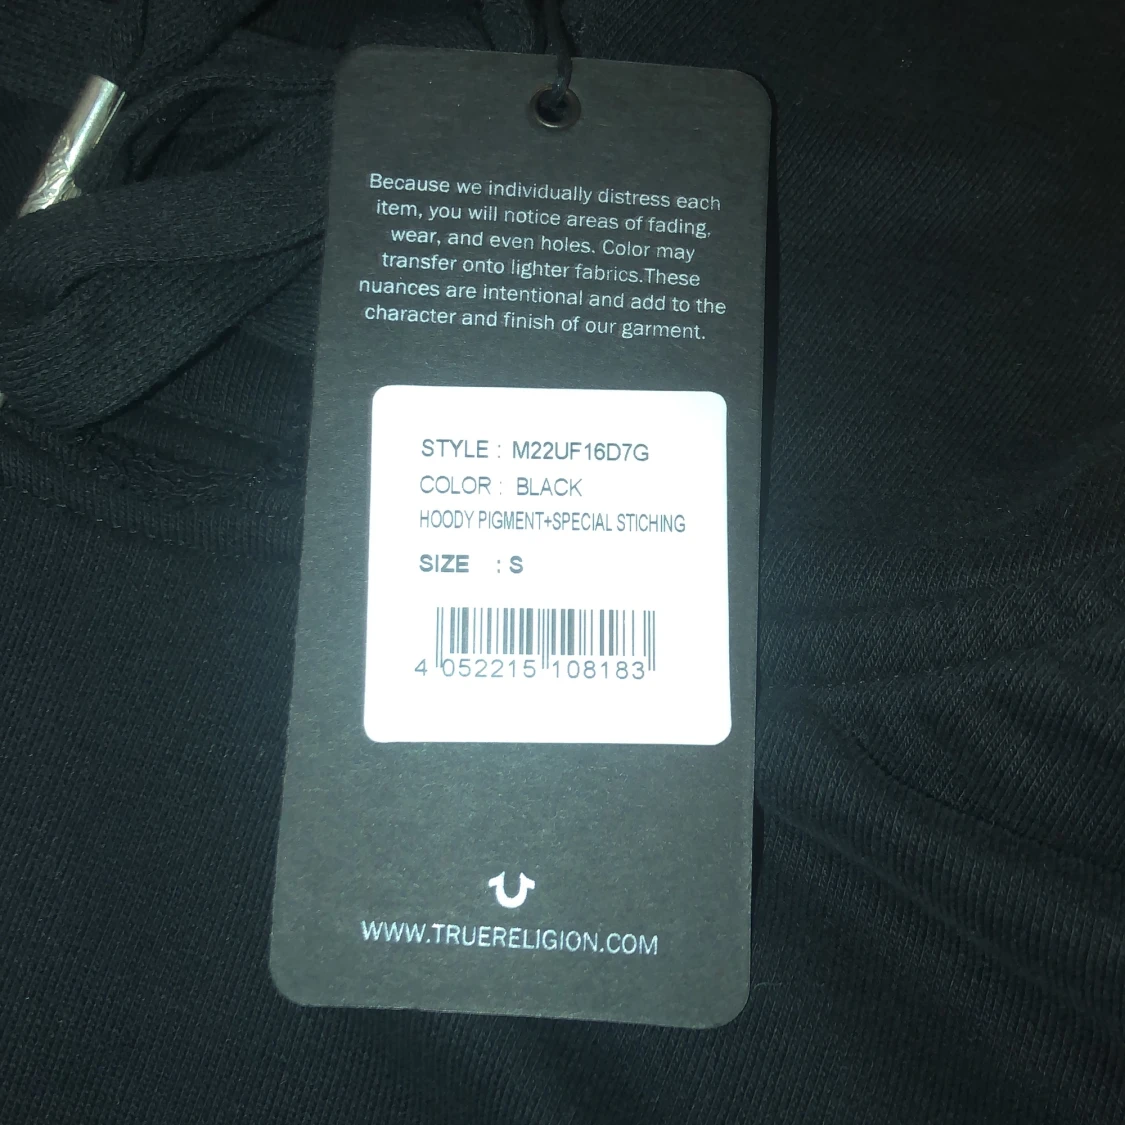 Because we individually distress each
item, you will notice areas of fading,
wear, and even holes. Color may
transfer onto lighter fabrics.These
nuances are intentional and add to the
character and finish of our garment.
STYLE : M22UF16D7G
COLOR : BLACK
HOODY PIGMENT+SPECIAL STICHING
SIZE : S
4 052215 108183
WWW.TRUERELIGION.COM